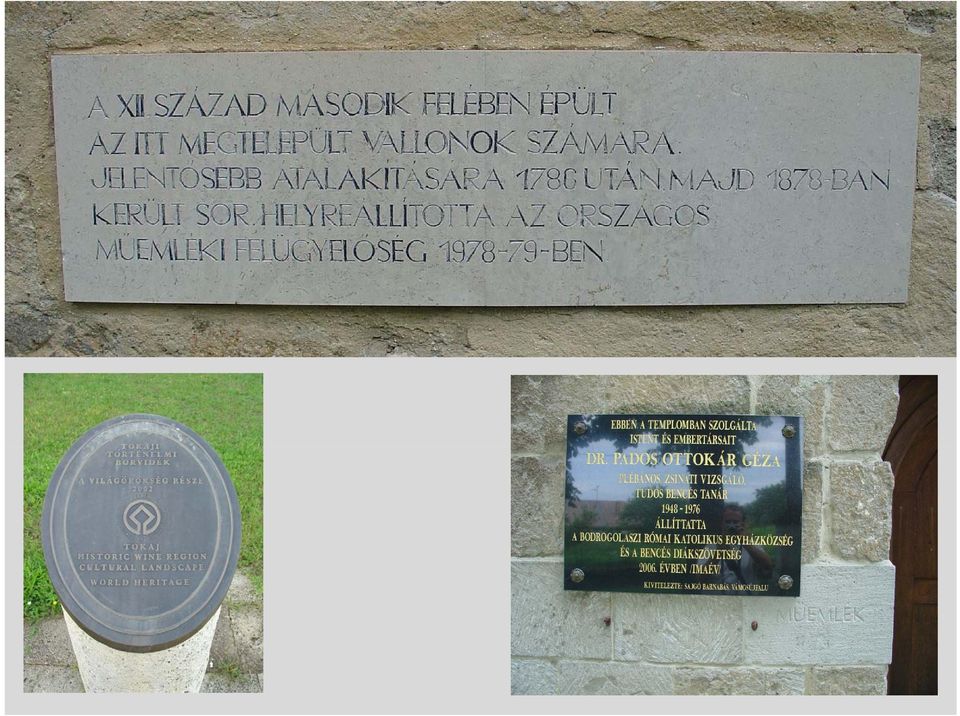 A XII. SZÁZAD MÁSODIK FELÉBEN ÉPÜLT
AZ ITT MEGTELEPÜLT VALLONOK SZÁMÁRA.
JELENTŐSEBB ÁTALAKÍTÁSÁRA 1786 UTÁN MAJD 1878-BAN
KERÜLT SOR. HELYREÁLLÍTOTTA AZ ORSZÁGOS
MŰEMLÉKI FELÜGYELŐSÉG 1978-79-BEN
TOKAJI
TÖRTÉNELMI
BORVIDÉK
A VILÁGÖRÖKSÉG RÉSZE
2002
TOKAJ
HISTORIC WINE REGION
CULTURAL LANDSCAPE
WORLD HERITAGE
EBBEN A TEMPLOMBAN SZOLGÁLTA
ISTENT ÉS EMBERTÁRSAIT
DR. PADOS OTTOKÁR GÉZA
PLÉBÁNOS, ZSINATI VIZSGÁLÓ,
TUDÓS BENCÉS TANÁR
1948 - 1976
ÁLLÍTTATTA
A BODROGOLASZI RÓMAI KATOLIKUS EGYHÁZKÖZSÉG
ÉS A BENCÉS DIÁKSZÖVETSÉG
2006. ÉVBEN /IMAÉV/
KIVITELEZTE: SAJGÓ BARNABÁS, VÁMOSÚJFALU
MŰEMLÉK